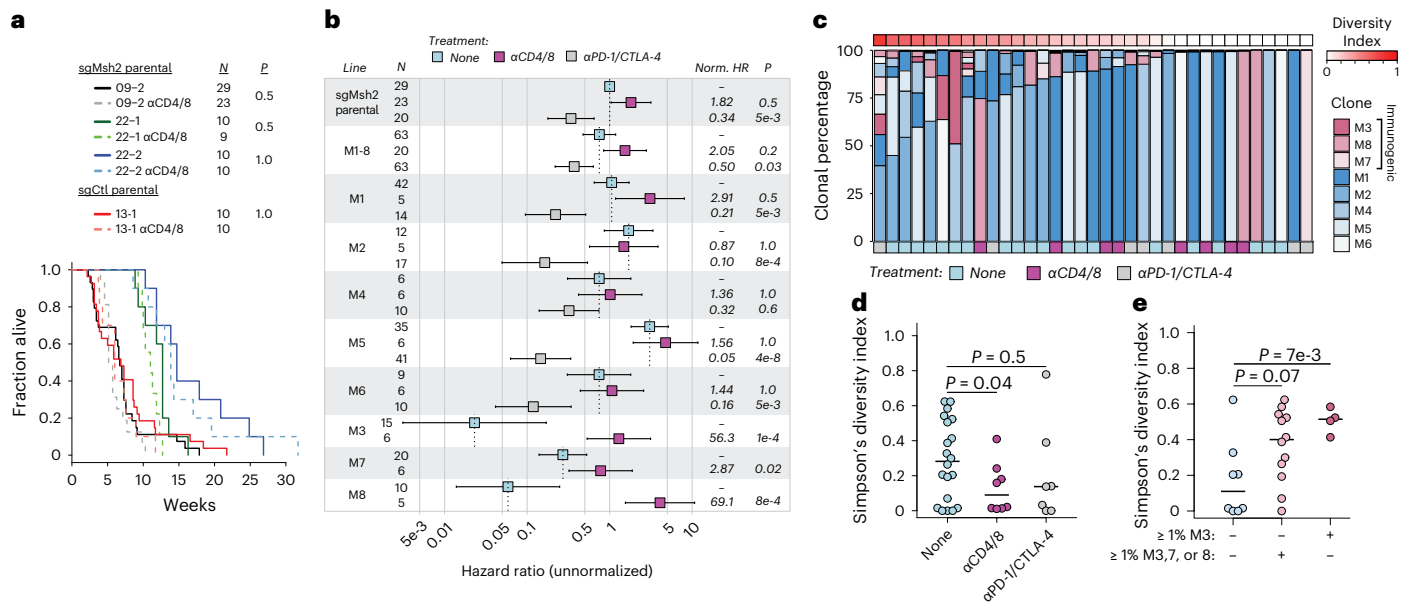 a
sgMsh2 parental N P
09-2 29
09-2 αCD4/8 23
0.5
22-1 10
22-1 αCD4/8 9
0.5
22-2 10
22-2 αCD4/8 10
1.0
sgCtl parental
13-1 10 1.0
13-1 αCD4/8 10
Fraction alive
1.0
0.8
0.6
0.4
0.2
0
0 5 10 15 20 25 30
Weeks
b
Treatment:
None αCD4/8 αPD-1/CTLA-4
Line N Norm. HR P
sgMsh2 parental
29 –
23 1.82 0.5
20 0.34 5e-3
M1-8
63 –
20 2.05 0.2
63 0.50 0.03
M1
42 –
5 2.91 0.5
14 0.21 5e-3
M2
12 –
5 0.87 1.0
17 0.10 8e-4
M4
6 –
6 1.36 1.0
10 0.32 0.6
M5
35 –
6 1.56 1.0
41 0.05 4e-8
M6
9 –
6 1.44 1.0
10 0.16 5e-3
M3
15 –
6 56.3 1e-4
M7
20 –
6 2.87 0.02
M8
10 –
5 69.1 8e-4
5e-3 0.01 0.05 0.1 0.5 1 5 10
Hazard ratio (unnormalized)
c
Clonal percentage
100
75
50
25
0
Treatment: None αCD4/8 αPD-1/CTLA-4
Diversity
Index
0 1
Clone
M3
M8
M7
M1
M2
M4
M5
M6
Immunogenic
d
Simpson's diversity index
1.0
0.8
0.6
0.4
0.2
0
P = 0.5
P = 0.04
None
αCD4/8
αPD-1/CTLA-4
e
Simpson's diversity index
1.0
0.8
0.6
0.4
0.2
0
P = 7e-3
P = 0.07
≥ 1% M3: – – +
≥ 1% M3,7, or 8: – + –